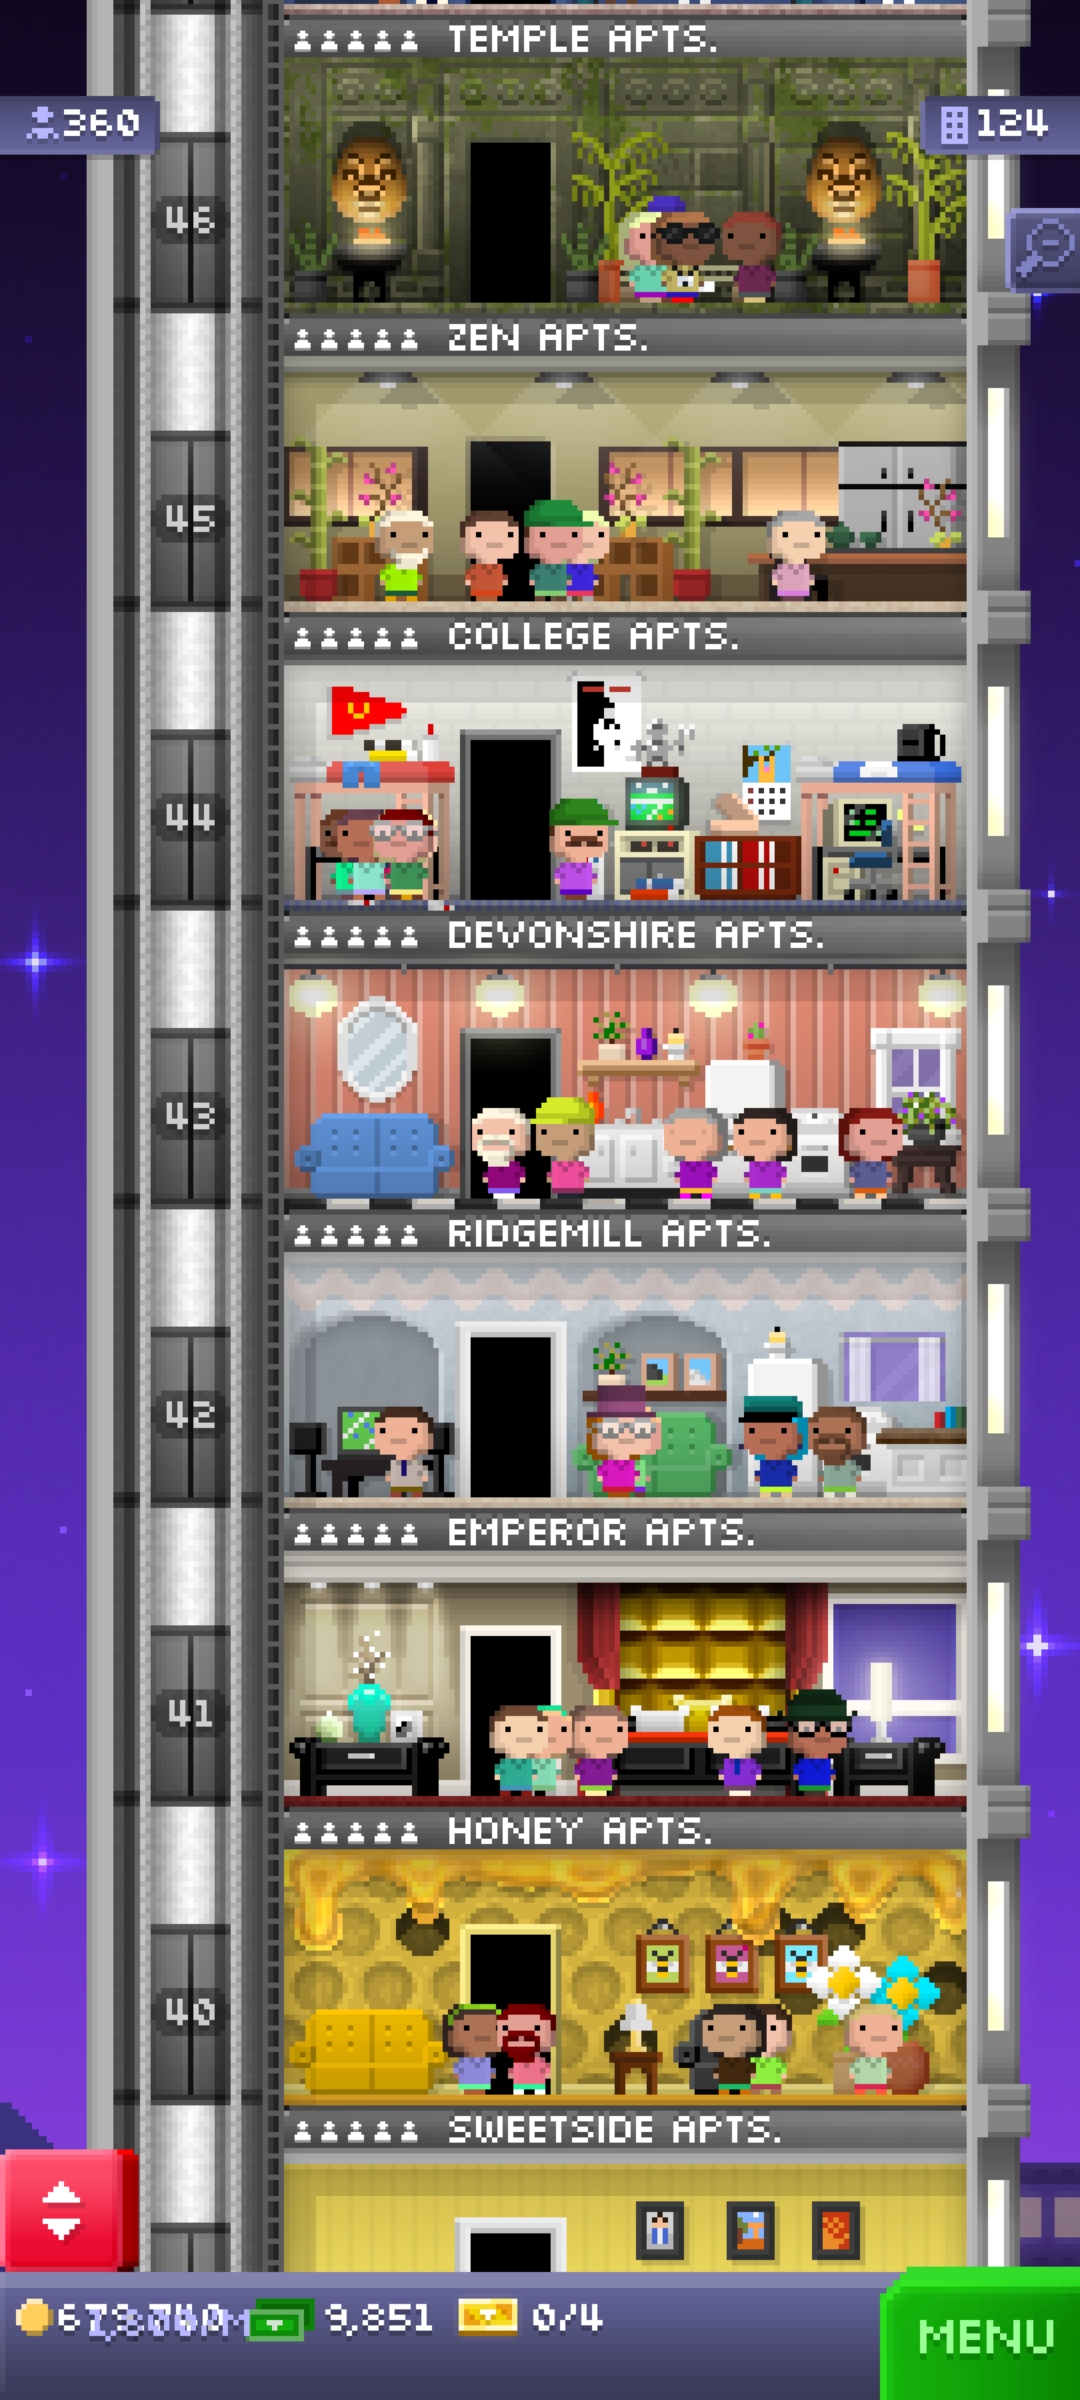 TEMPLE APTS.
360
124
46
ZEN APTS.
45
COLLEGE APTS.
44
DEVONSHIRE APTS.
43
RIDGEMILL APTS.
42
EMPEROR APTS.
41
HONEY APTS.
40
SWEETSIDE APTS.
9,851
0/4
MENU